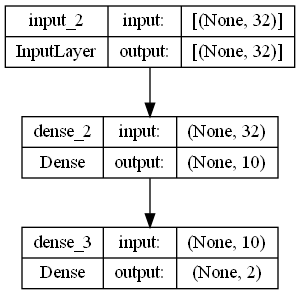 input_2 input: [(None, 32)]
InputLayer output: [(None, 32)]
dense_2 input: (None, 32)
Dense output: (None, 10)
dense_3 input: (None, 10)
Dense output: (None, 2)